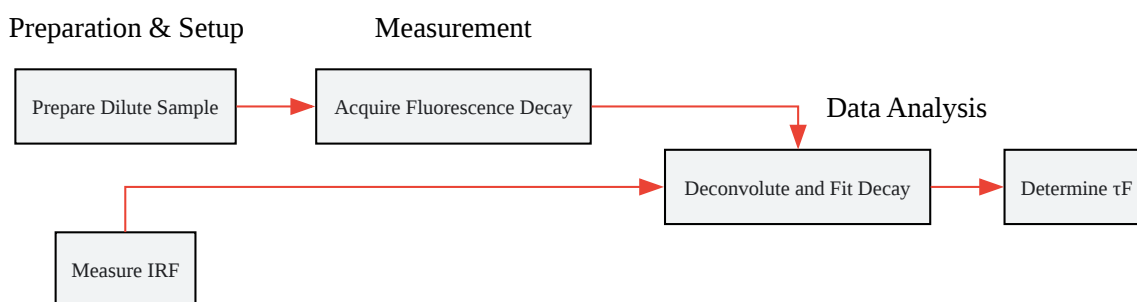 Preparation & Setup
Measurement
Prepare Dilute Sample
Acquire Fluorescence Decay
Data Analysis
Deconvolute and Fit Decay
Determine τF
Measure IRF